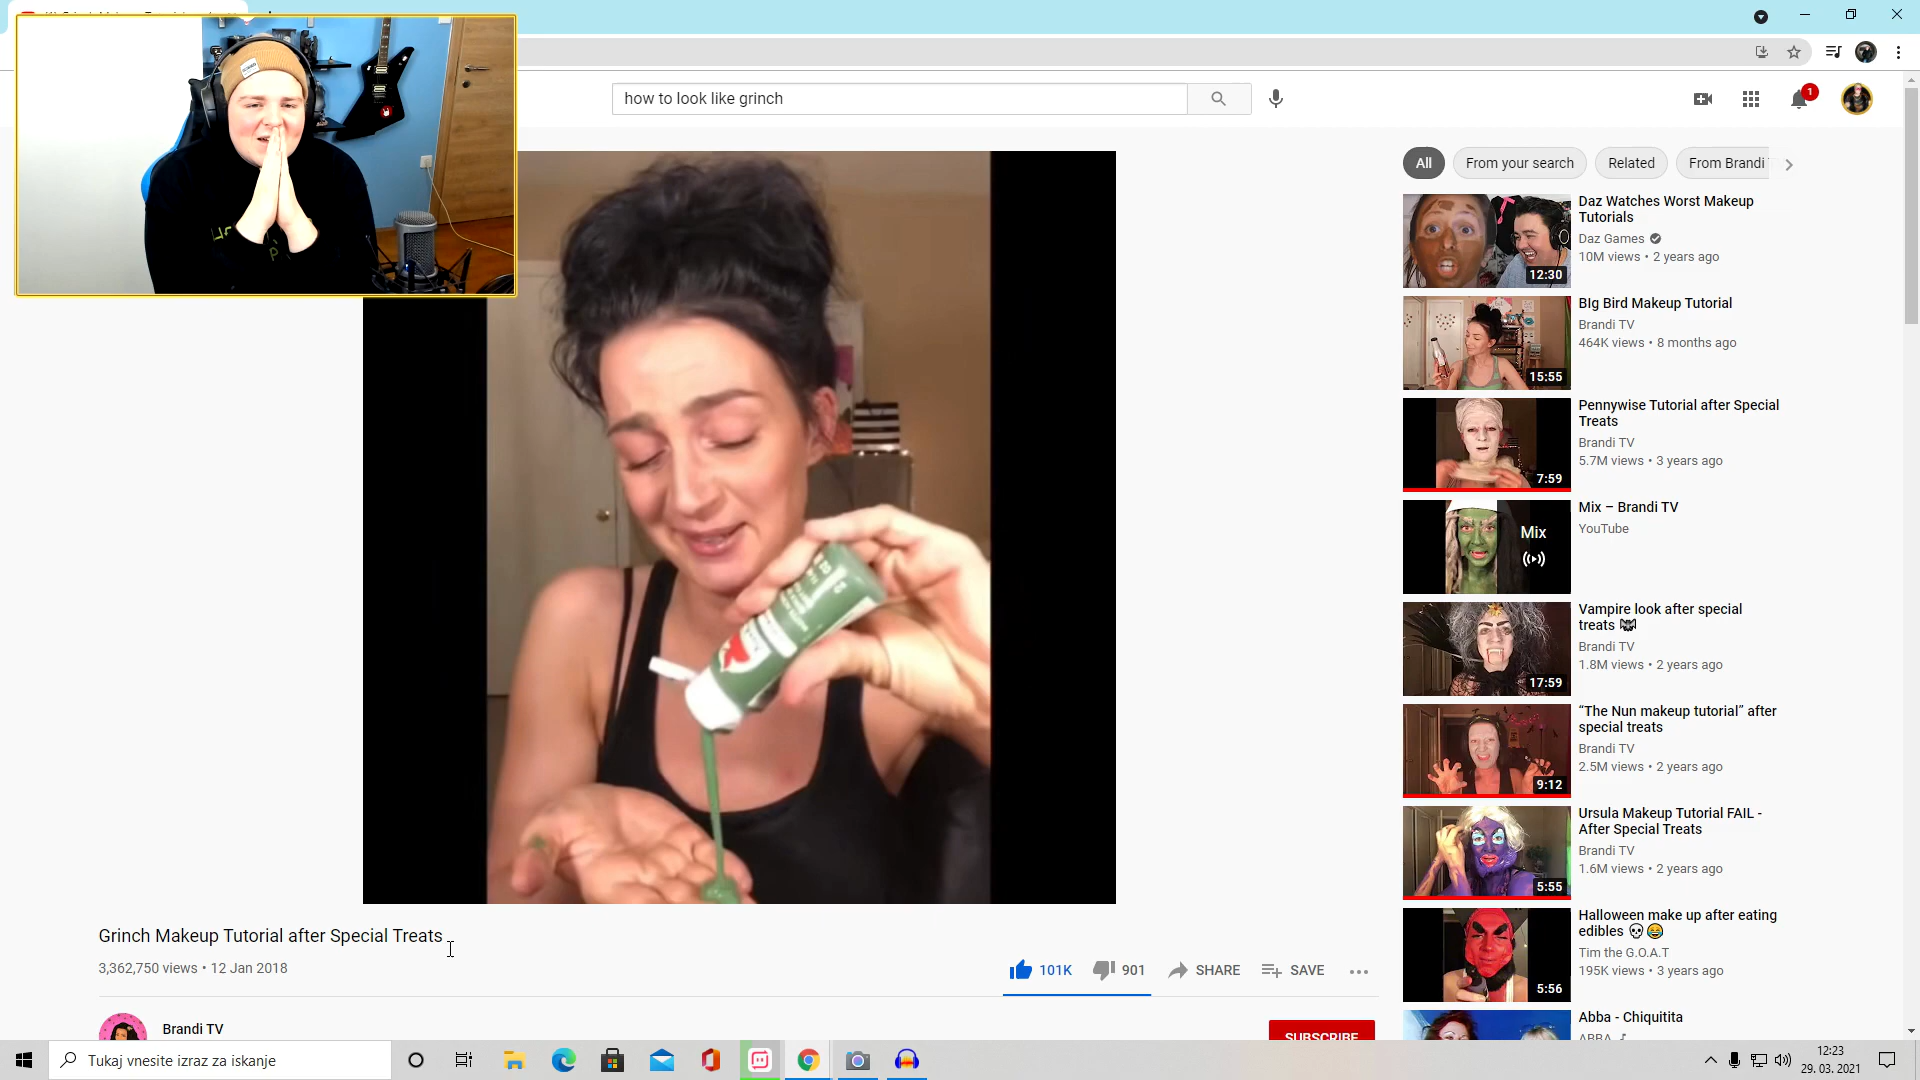 how to look like grinch
1
All
From your search
Related
From Brandi
Daz Watches Worst Makeup
Tutorials
Daz Games
10M views • 2 years ago
12:30
BIg Bird Makeup Tutorial
Brandi TV
464K views • 8 months ago
15:55
Pennywise Tutorial after Special
Treats
Brandi TV
5.7M views • 3 years ago
7:59
Mix – Brandi TV
YouTube
Mix
Vampire look after special
treats
Brandi TV
1.8M views • 2 years ago
17:59
“The Nun makeup tutorial” after
special treats
Brandi TV
2.5M views • 2 years ago
9:12
Ursula Makeup Tutorial FAIL -
After Special Treats
Brandi TV
1.6M views • 2 years ago
5:55
Halloween make up after eating
edibles 💀😂
Tim the G.O.A.T
195K views • 3 years ago
5:56
Abba - Chiquitita
ABBA
Grinch Makeup Tutorial after Special Treats
3,362,750 views • 12 Jan 2018
101K
901
SHARE
SAVE
Brandi TV
SUBSCRIBE
Tukaj vnesite izraz za iskanje
12:23
29. 03. 2021